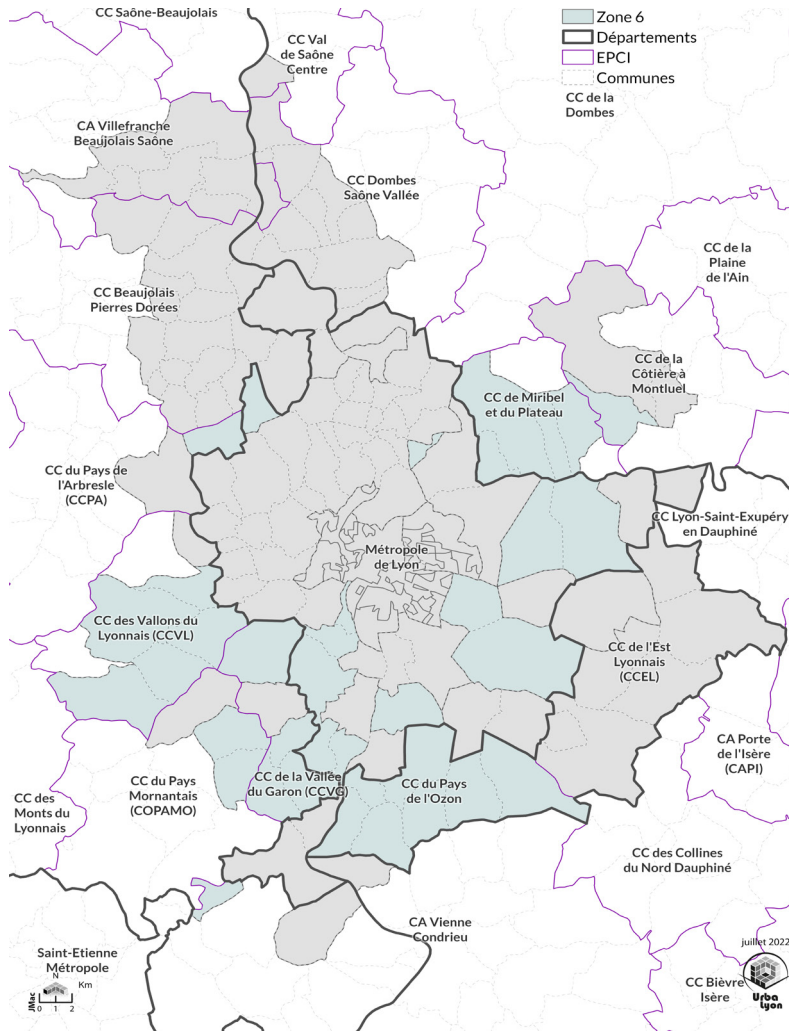 CC Saône-Beaujolais
Zone 6
Départements
EPCI
Communes
CC Val
de Saône
Centre
CC de la
Dombes
CA Villefranche
Beaujolais Saône
CC Dombes
Saône Vallée
CC de la
Plaine
de l'Ain
CC Beaujolais
Pierres Dorées
CC de la
Côtière à
Montluel
CC de Miribel
et du Plateau
CC du Pays de
l'Arbresle
(CCPA)
CC Lyon-Saint-Exupéry
en Dauphiné
Métropole
de Lyon
CC des Vallons du
Lyonnais (CCVL)
CC de l'Est
Lyonnais
(CCEL)
CA Porte
de l'Isère
(CAPI)
CC du Pays
Mornantais
(COPAMO)
CC de la Vallée
du Garon (CCVG)
CC du Pays
de l'Ozon
CC des
Monts du
Lyonnais
CC des Collines
du Nord Dauphiné
CA Vienne
Condrieu
Saint-Etienne
Métropole
juillet 2022
CC Bièvre
Isère
N
Km
0 1 2
JMac
Urba
Lyon